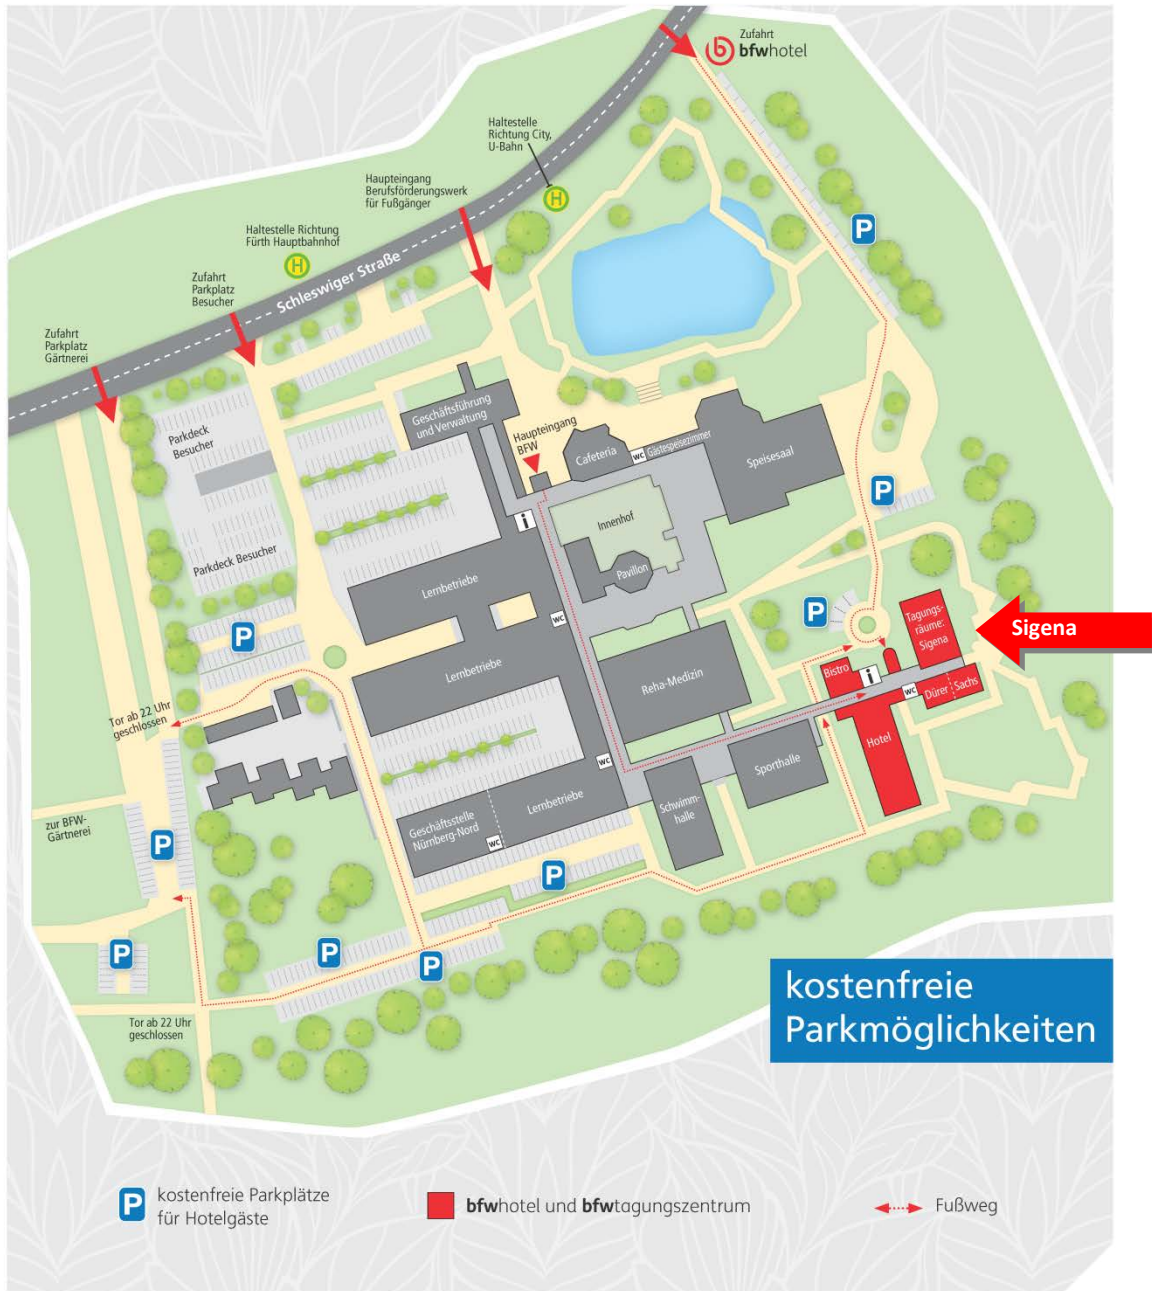 Zufahrt
bfwhotel
Haltestelle
Richtung City,
U-Bahn
H
Haupteingang
Berufsförderungswerk
für Fußgänger
Haltestelle Richtung
Fürth Hauptbahnhof
H
Schleswiger Straße
Zufahrt
Parkplatz
Besucher
Zufahrt
Parkplatz
Gärtnerei
P
Parkdeck
Besucher
Geschäftsführung
und Verwaltung
Haupteingang
BFW
Cafeteria
WC
Gästespeisezimmer
Speisesaal
P
i
Innenhof
Parkdeck Besucher
Lernbetriebe
Pavillon
WC
P
P
Tagungs-
räume:
Sigena
Sigena
Lernbetriebe
Reha-Medizin
Bistro
i
WC
Dürer
Sachs
Tor ab 22 Uhr
geschlossen
Hotel
WC
Sporthalle
Schwimm-
halle
zur BFW-
Gärtnerei
P
Geschäftsstelle
Nürnberg-Nord
WC
Lernbetriebe
P
P
P
P
Tor ab 22 Uhr
geschlossen
kostenfreie
Parkmöglichkeiten
P
kostenfreie Parkplätze
für Hotelgäste
bfwhotel und bfwtagungszentrum
Fußweg